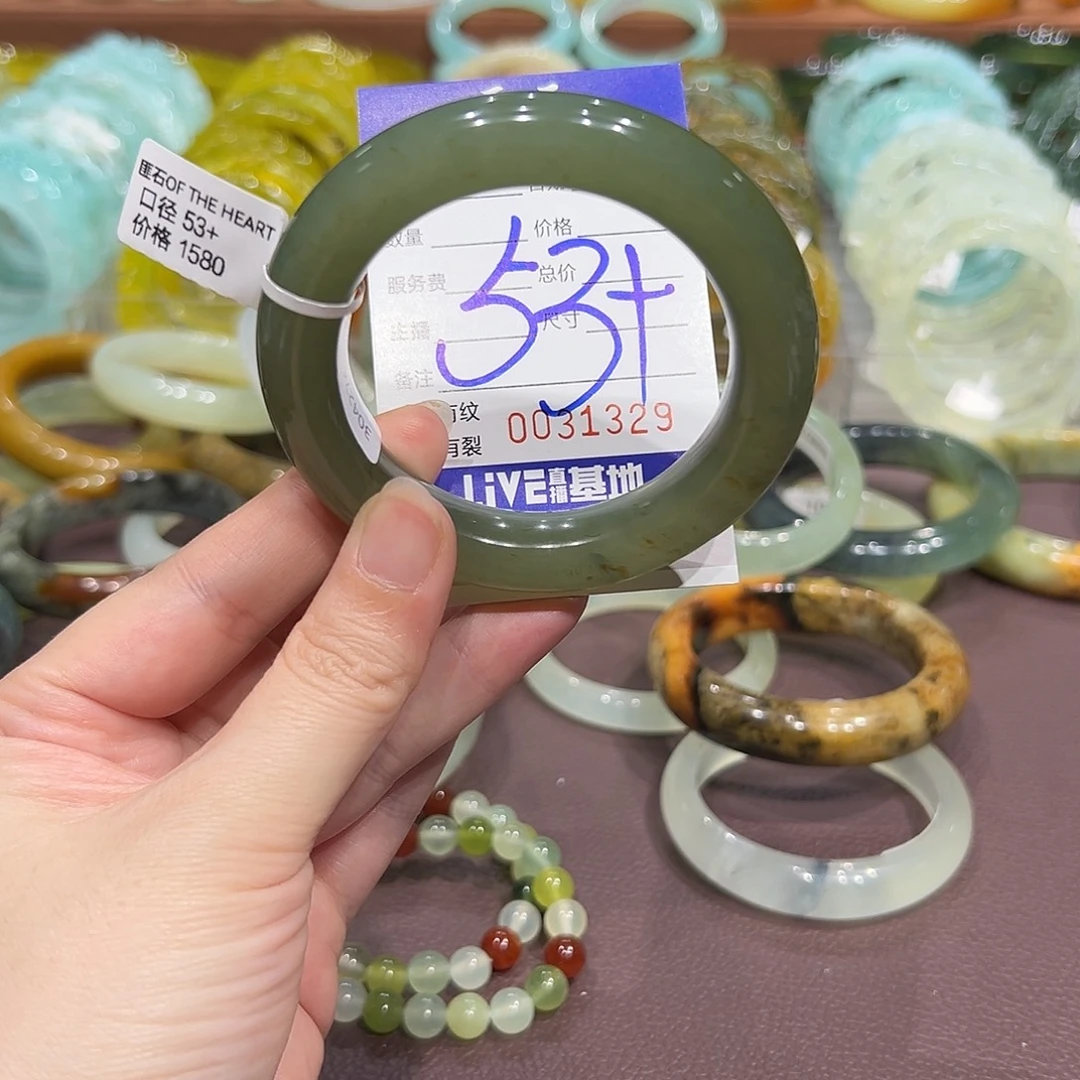 匪石OF THE HEART
口径 53+
价格 1580
数量
价格
服务费
总价
53+
主播
尺寸
备注
有纹
0031329
有裂
LiVE直播基地